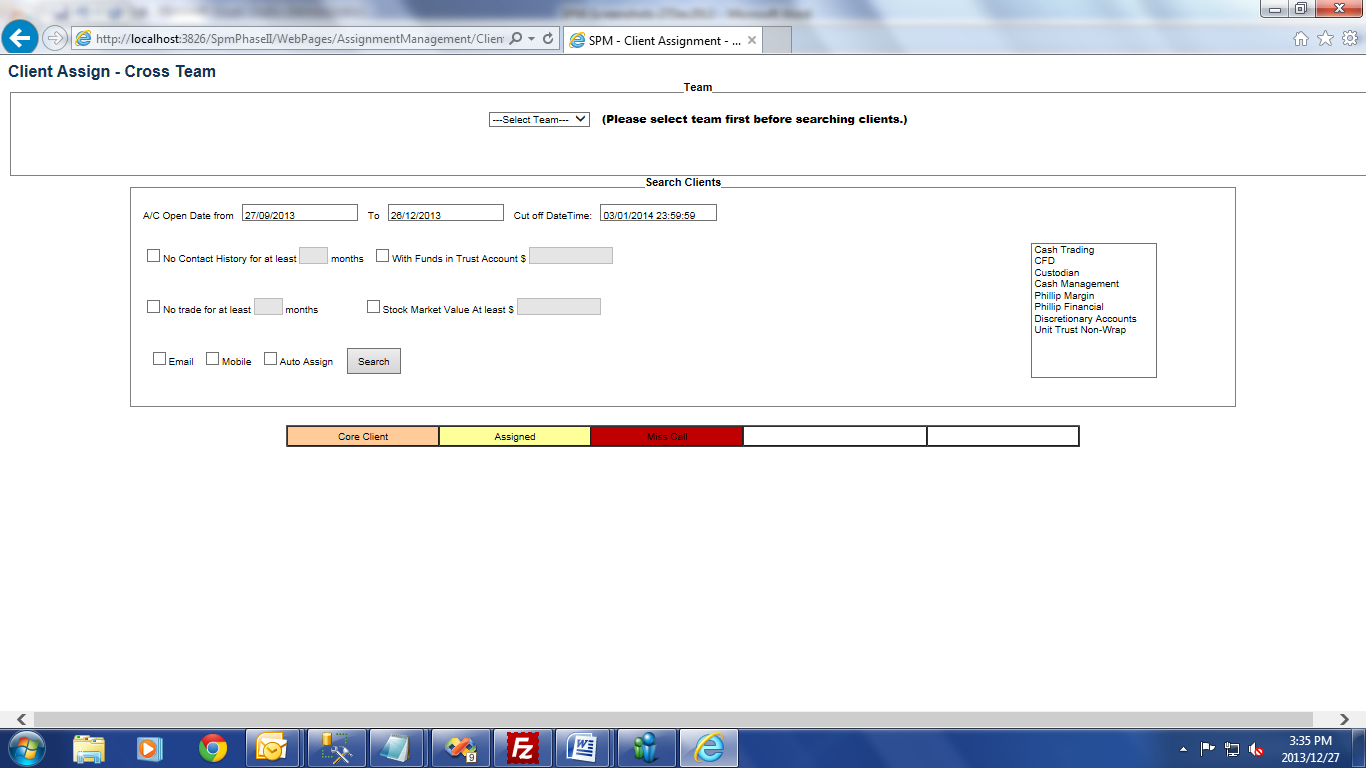 http://localhost:3826/SpmPhaseII/WebPages/AssignmentManagement/Clien
SPM - Client Assignment - ...
Client Assign - Cross Team
Team
---Select Team---
(Please select team first before searching clients.)
Search Clients
A/C Open Date from 27/09/2013 To 26/12/2013 Cut off DateTime: 03/01/2014 23:59:59
No Contact History for at least months With Funds in Trust Account $
No trade for at least months Stock Market Value At least $
Email Mobile Auto Assign Search
Cash Trading
CFD
Custodian
Cash Management
Phillip Margin
Phillip Financial
Discretionary Accounts
Unit Trust Non-Wrap
Core Client Assigned Miss Call
9
Fz
W
3:35 PM
2013/12/27